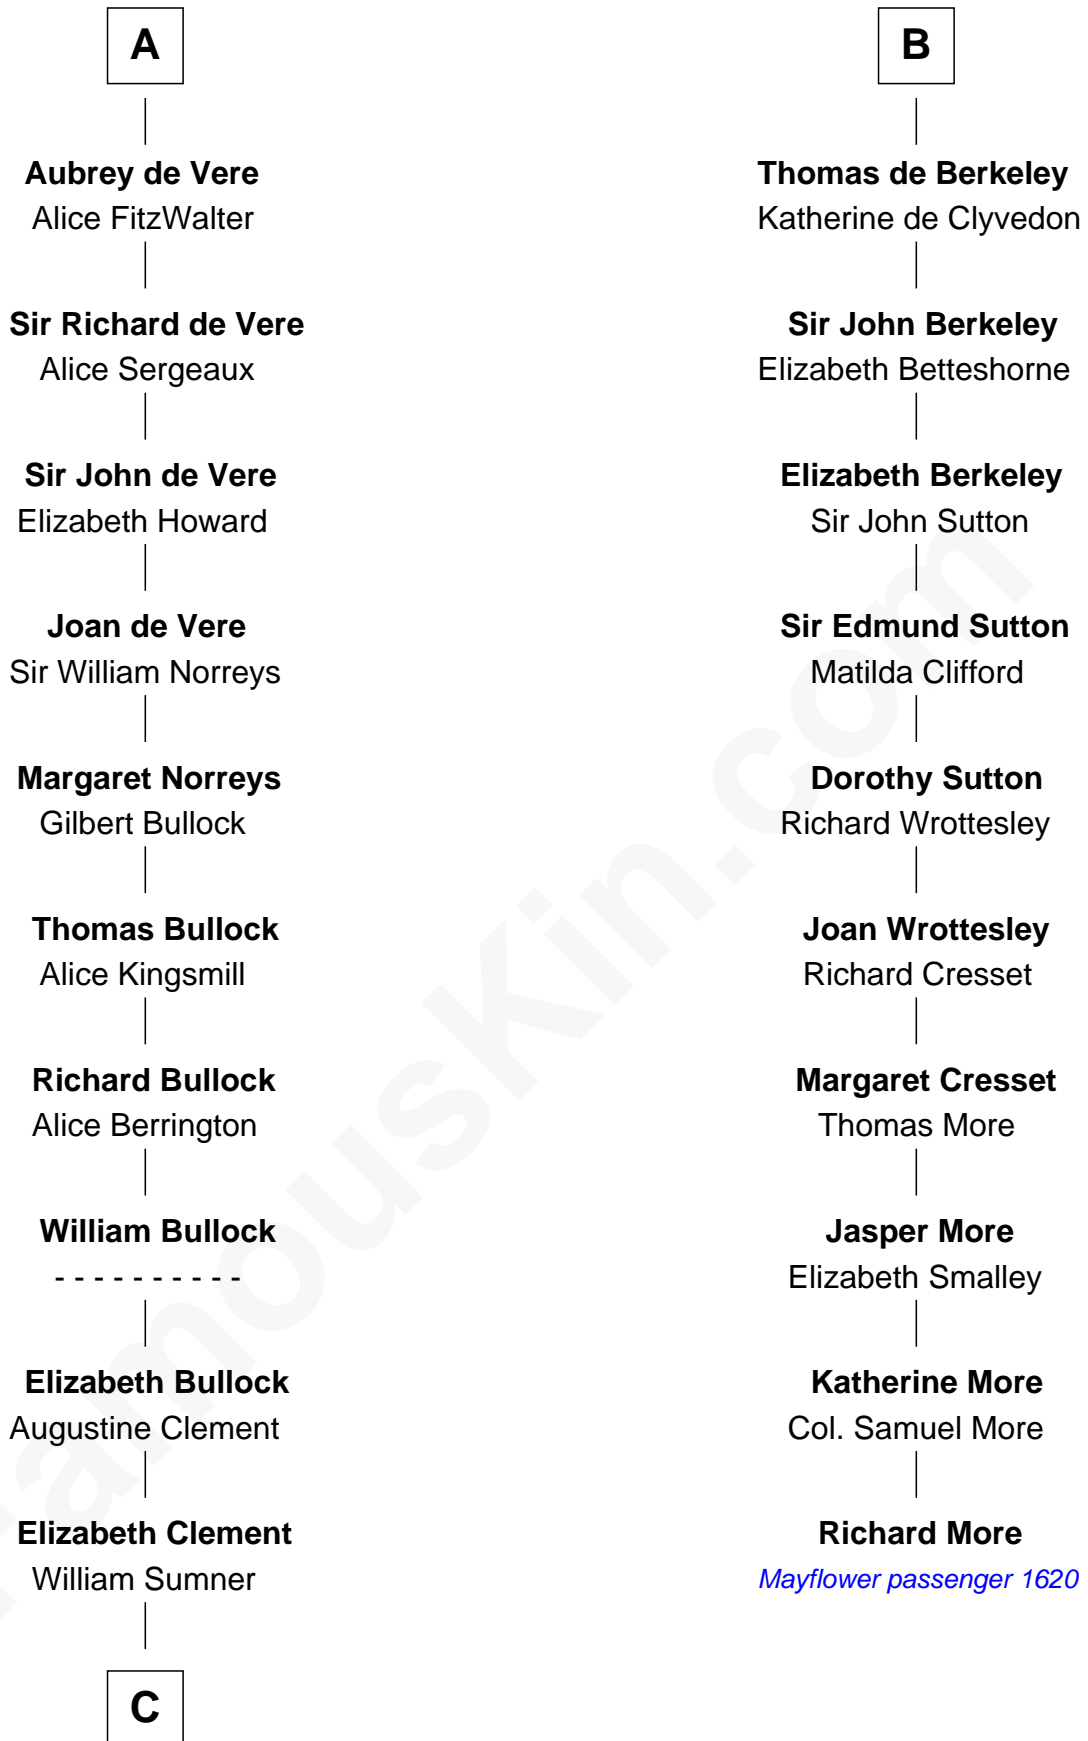 A
Aubrey de Vere
Alice FitzWalter
Sir Richard de Vere
Alice Sergeaux
Sir John de Vere
Elizabeth Howard
Joan de Vere
Sir William Norreys
Margaret Norreys
Gilbert Bullock
Thomas Bullock
Alice Kingsmill
Richard Bullock
Alice Berrington
William Bullock
- - - - - - - - - -
Elizabeth Bullock
Augustine Clement
Elizabeth Clement
William Sumner
C
B
Thomas de Berkeley
Katherine de Clyvedon
Sir John Berkeley
Elizabeth Betteshorne
Elizabeth Berkeley
Sir John Sutton
Sir Edmund Sutton
Matilda Clifford
Dorothy Sutton
Richard Wrottesley
Joan Wrottesley
Richard Cresset
Margaret Cresset
Thomas More
Jasper More
Elizabeth Smalley
Katherine More
Col. Samuel More
Richard More
Mayflower passenger 1620
FamousKin.com